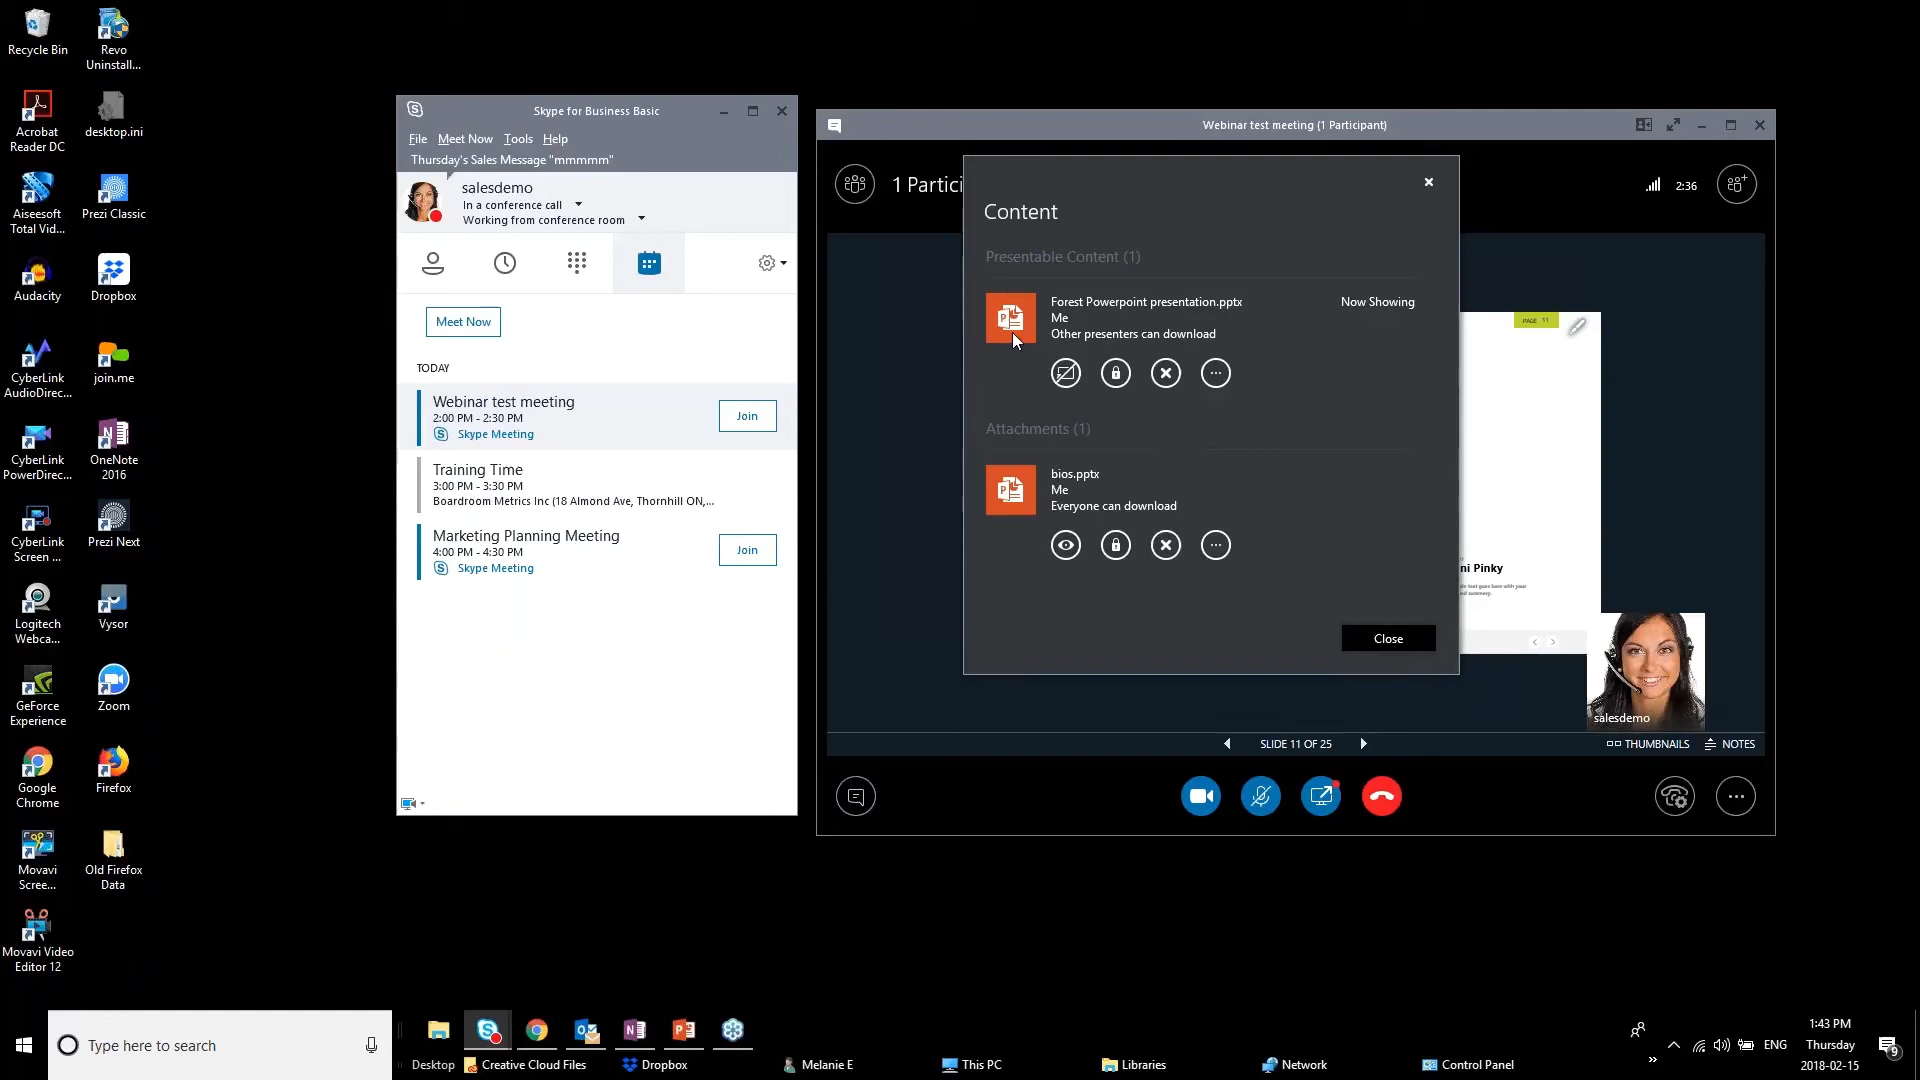 Recycle Bin
Revo
Uninstall...
Acrobat
Reader DC
desktop.ini
Aiseesoft
Total Vid...
Prezi Classic
Audacity
Dropbox
CyberLink
AudioDirec...
join.me
CyberLink
PowerDirec...
OneNote
2016
CyberLink
Screen ...
Prezi Next
Logitech
Webca...
Vysor
GeForce
Experience
Zoom
Google
Chrome
Firefox
Movavi
Scree...
Old Firefox
Data
Movavi Video
Editor 12
Skype for Business Basic
File Meet Now Tools Help
Thursday's Sales Message "mmmmm"
salesdemo
In a conference call
Working from conference room
Meet Now
TODAY
Webinar test meeting
2:00 PM - 2:30 PM
Skype Meeting
Join
Training Time
3:00 PM - 3:30 PM
Boardroom Metrics Inc (18 Almond Ave, Thornhill ON,...
Marketing Planning Meeting
4:00 PM - 4:30 PM
Skype Meeting
Join
Webinar test meeting (1 Participant)
1 Partici
2:36
Content
Presentable Content (1)
Forest Powerpoint presentation.pptx
Now Showing
Me
Other presenters can download
Attachments (1)
bios.pptx
Me
Everyone can download
Close
PAGE 11
ni Pinky
salesdemo
SLIDE 11 OF 25
THUMBNAILS
NOTES
Type here to search
Desktop
Creative Cloud Files
Dropbox
Melanie E
This PC
Libraries
Network
Control Panel
ENG
1:43 PM
Thursday
2018-02-15
9